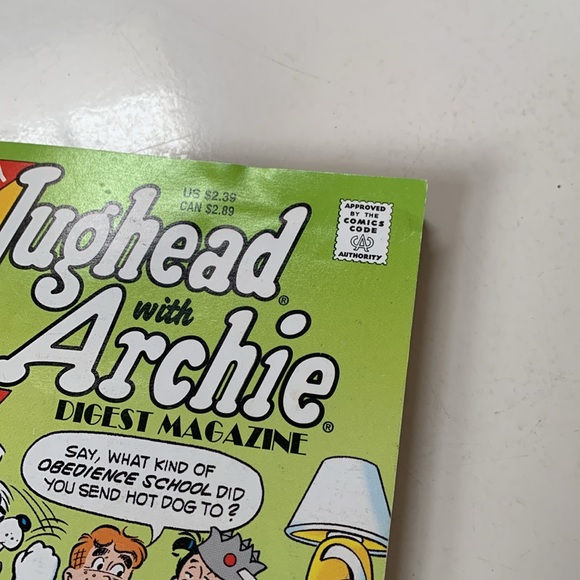 US $2.39
CAN $2.89
APPROVED
BY THE
COMICS
CODE
CA
AUTHORITY
Jughead®
with
Archie®
DIGEST MAGAZINE
SAY, WHAT KIND OF
OBEDIENCE SCHOOL DID
YOU SEND HOT DOG TO?